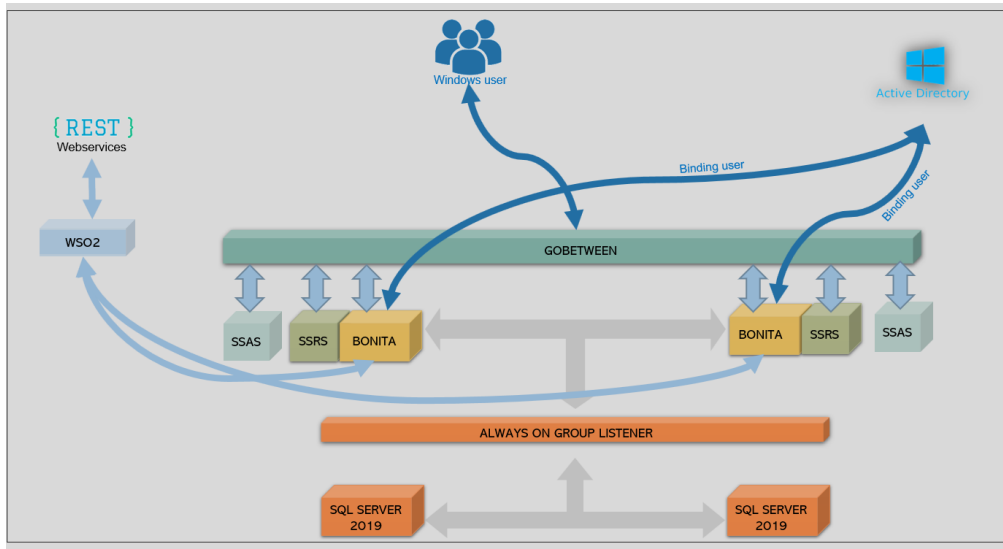 Windows user
Active Directory
{ REST }
Webservices
Binding user
Binding user
WSO2
GOBETWEEN
SSAS
SSRS
BONITA
BONITA
SSRS
SSAS
ALWAYS ON GROUP LISTENER
SQL SERVER
2019
SQL SERVER
2019